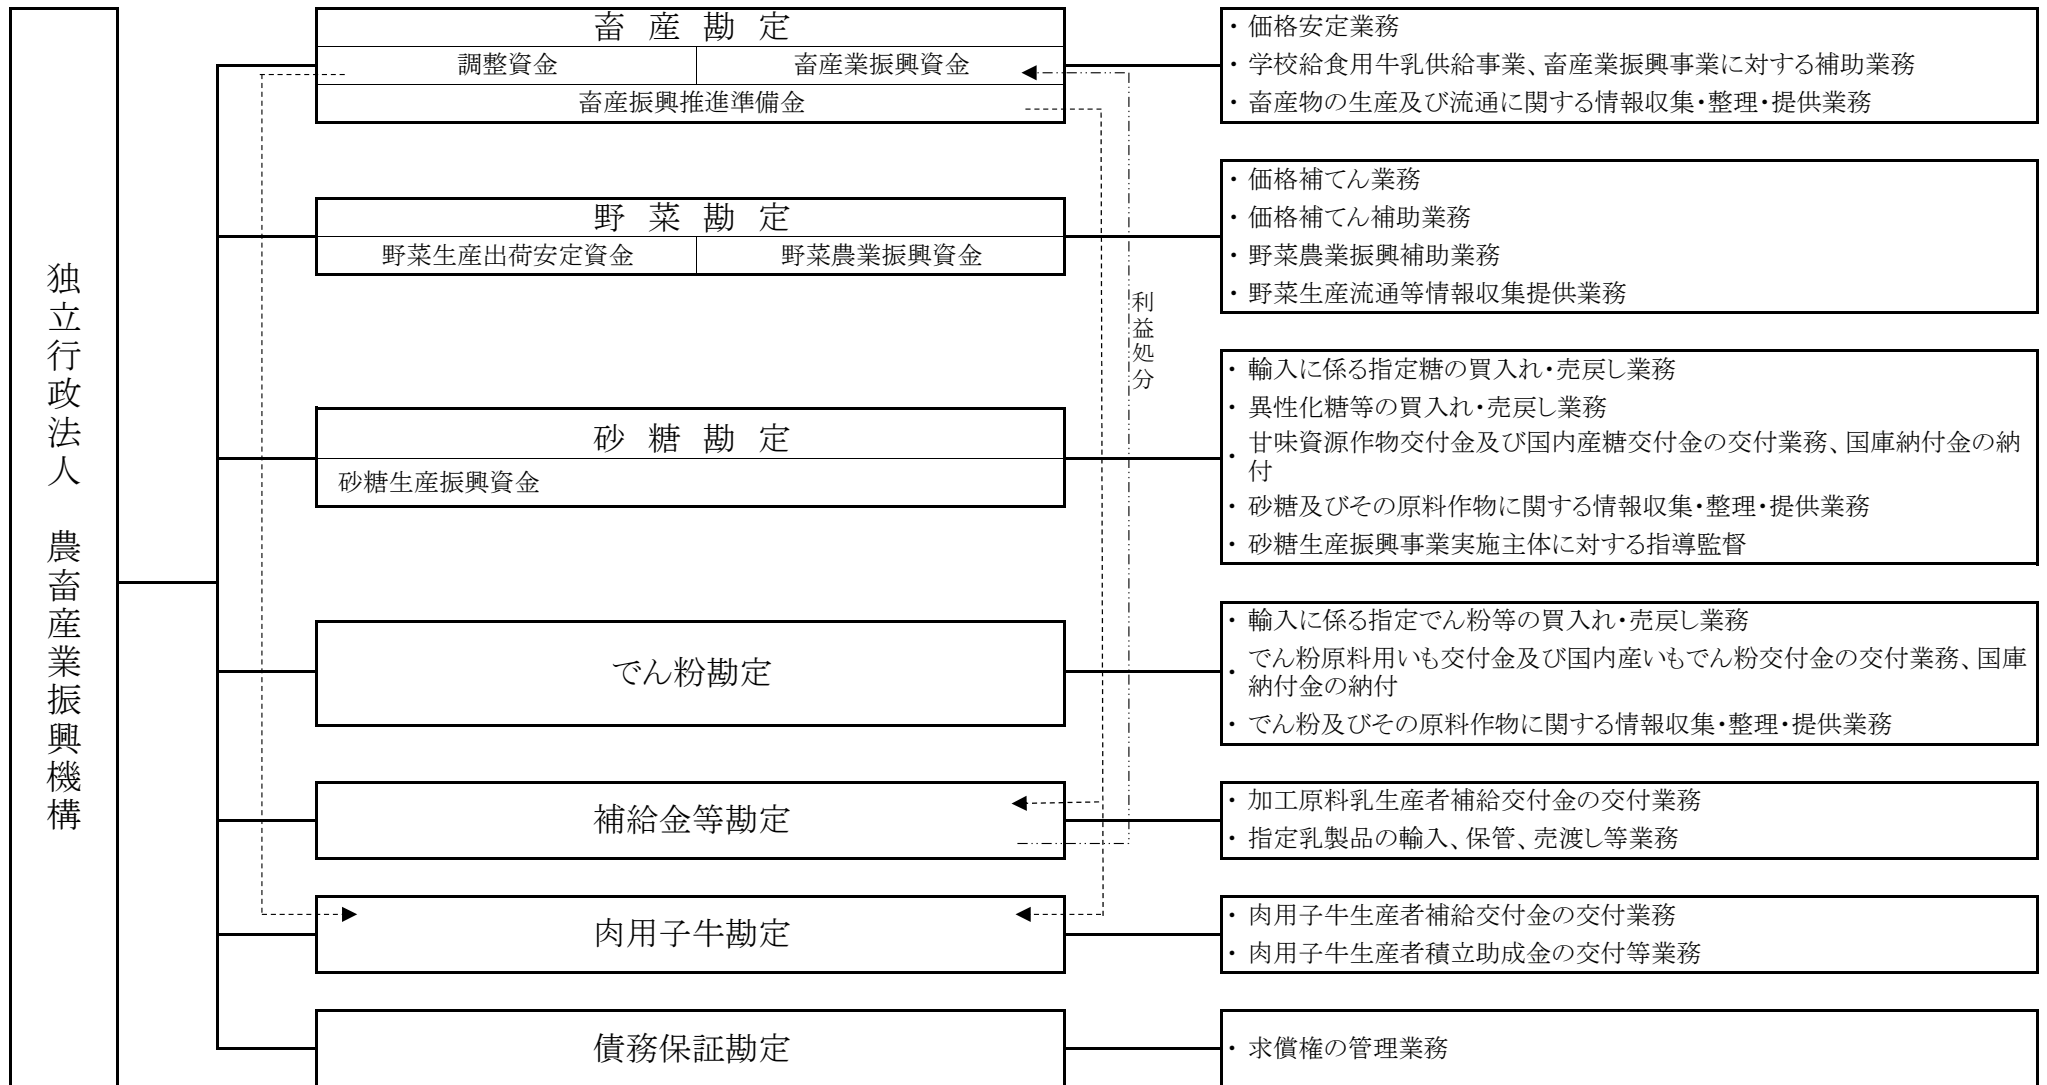 独立行政法人　農畜産業振興機構
畜　産　勘　定
調整資金
畜産業振興資金
畜産振興推進準備金
・ 価格安定業務
・ 学校給食用牛乳供給事業、畜産業振興事業に対する補助業務
・ 畜産物の生産及び流通に関する情報収集・整理・提供業務
野　菜　勘　定
野菜生産出荷安定資金
野菜農業振興資金
・ 価格補てん業務
・ 価格補てん補助業務
・ 野菜農業振興補助業務
・ 野菜生産流通等情報収集提供業務
利益処分
砂　糖　勘　定
砂糖生産振興資金
・ 輸入に係る指定糖の買入れ・売戻し業務
・ 異性化糖等の買入れ・売戻し業務
・ 甘味資源作物交付金及び国内産糖交付金の交付業務、国庫納付金の納
付
・ 砂糖及びその原料作物に関する情報収集・整理・提供業務
・ 砂糖生産振興事業実施主体に対する指導監督
でん粉勘定
・ 輸入に係る指定でん粉等の買入れ・売戻し業務
・ でん粉原料用いも交付金及び国内産いもでん粉交付金の交付業務、国庫
納付金の納付
・ でん粉及びその原料作物に関する情報収集・整理・提供業務
補給金等勘定
・ 加工原料乳生産者補給交付金の交付業務
・ 指定乳製品の輸入、保管、売渡し等業務
肉用子牛勘定
・ 肉用子牛生産者補給交付金の交付業務
・ 肉用子牛生産者積立助成金の交付等業務
債務保証勘定
・ 求償権の管理業務